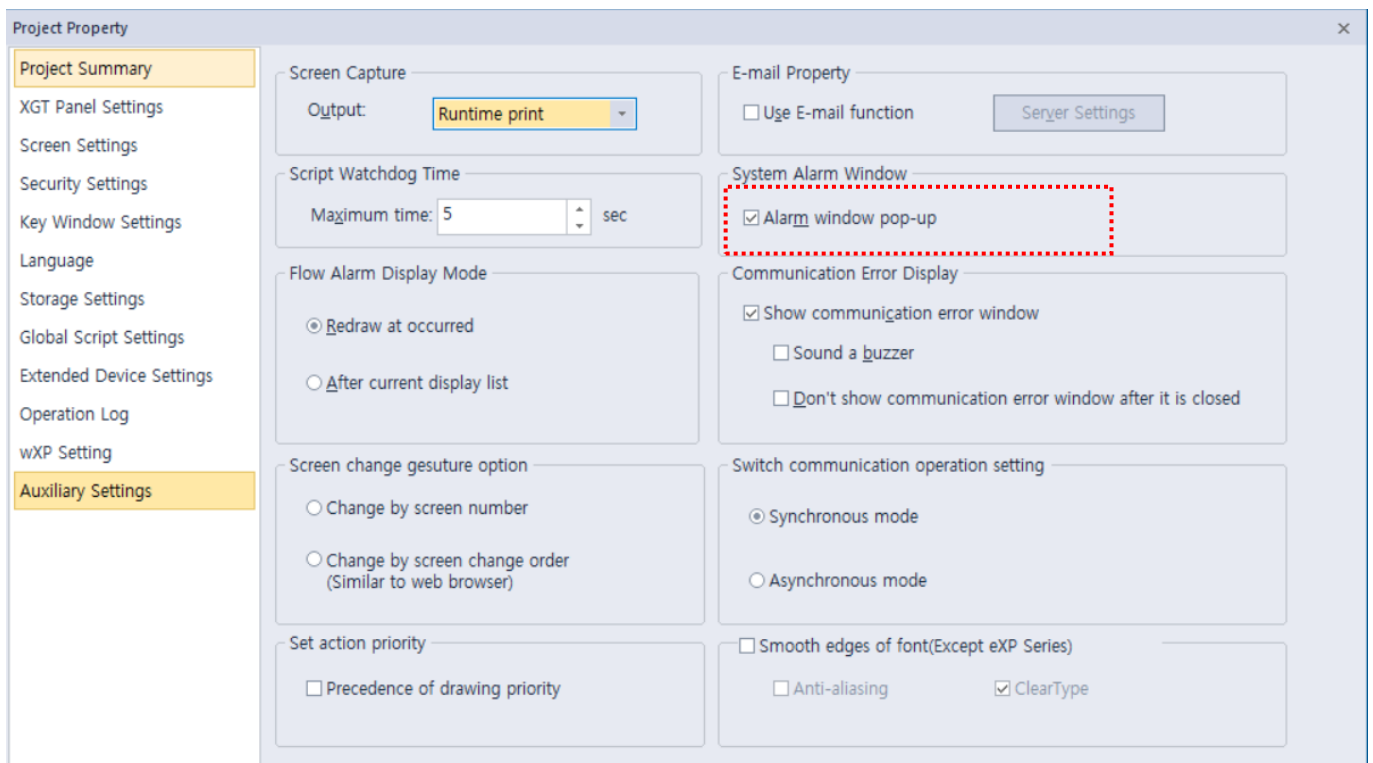 Project Property
Project Summary
XGT Panel Settings
Screen Settings
Security Settings
Key Window Settings
Language
Storage Settings
Global Script Settings
Extended Device Settings
Operation Log
wXP Setting
Auxiliary Settings
Screen Capture
Output:
Runtime print
Script Watchdog Time
Maximum time:
5
sec
Flow Alarm Display Mode
Redraw at occurred
After current display list
Screen change gesuture option
Change by screen number
Change by screen change order
(Similar to web browser)
Set action priority
Precedence of drawing priority
E-mail Property
Use E-mail function
Server Settings
System Alarm Window
Alarm window pop-up
Communication Error Display
Show communication error window
Sound a buzzer
Don't show communication error window after it is closed
Switch communication operation setting
Synchronous mode
Asynchronous mode
Smooth edges of font(Except eXP Series)
Anti-aliasing
ClearType